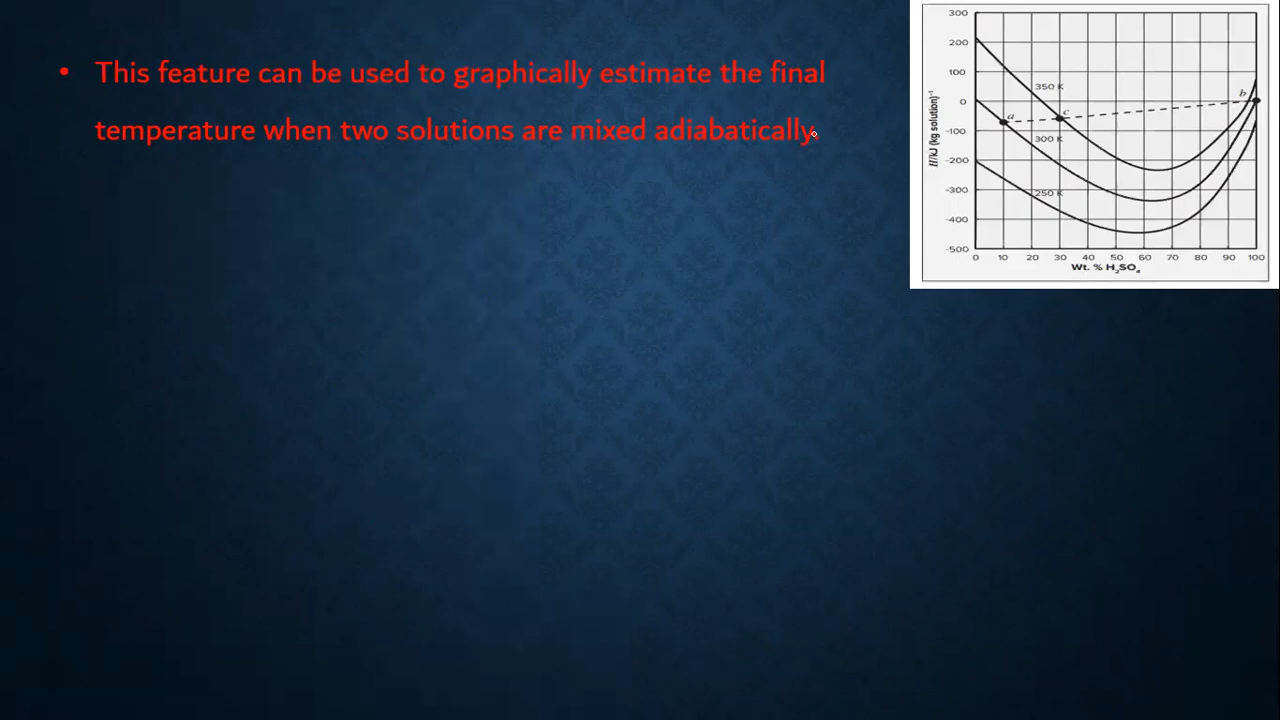 • This feature can be used to graphically estimate the final
temperature when two solutions are mixed adiabatically.
300
200
100
0
-100
-200
-300
-400
-500
H/kJ (kg solution)⁻¹
350 K
300 K
250 K
a
c
b
0 10 20 30 40 50 60 70 80 90 100
Wt. % H₂SO₄